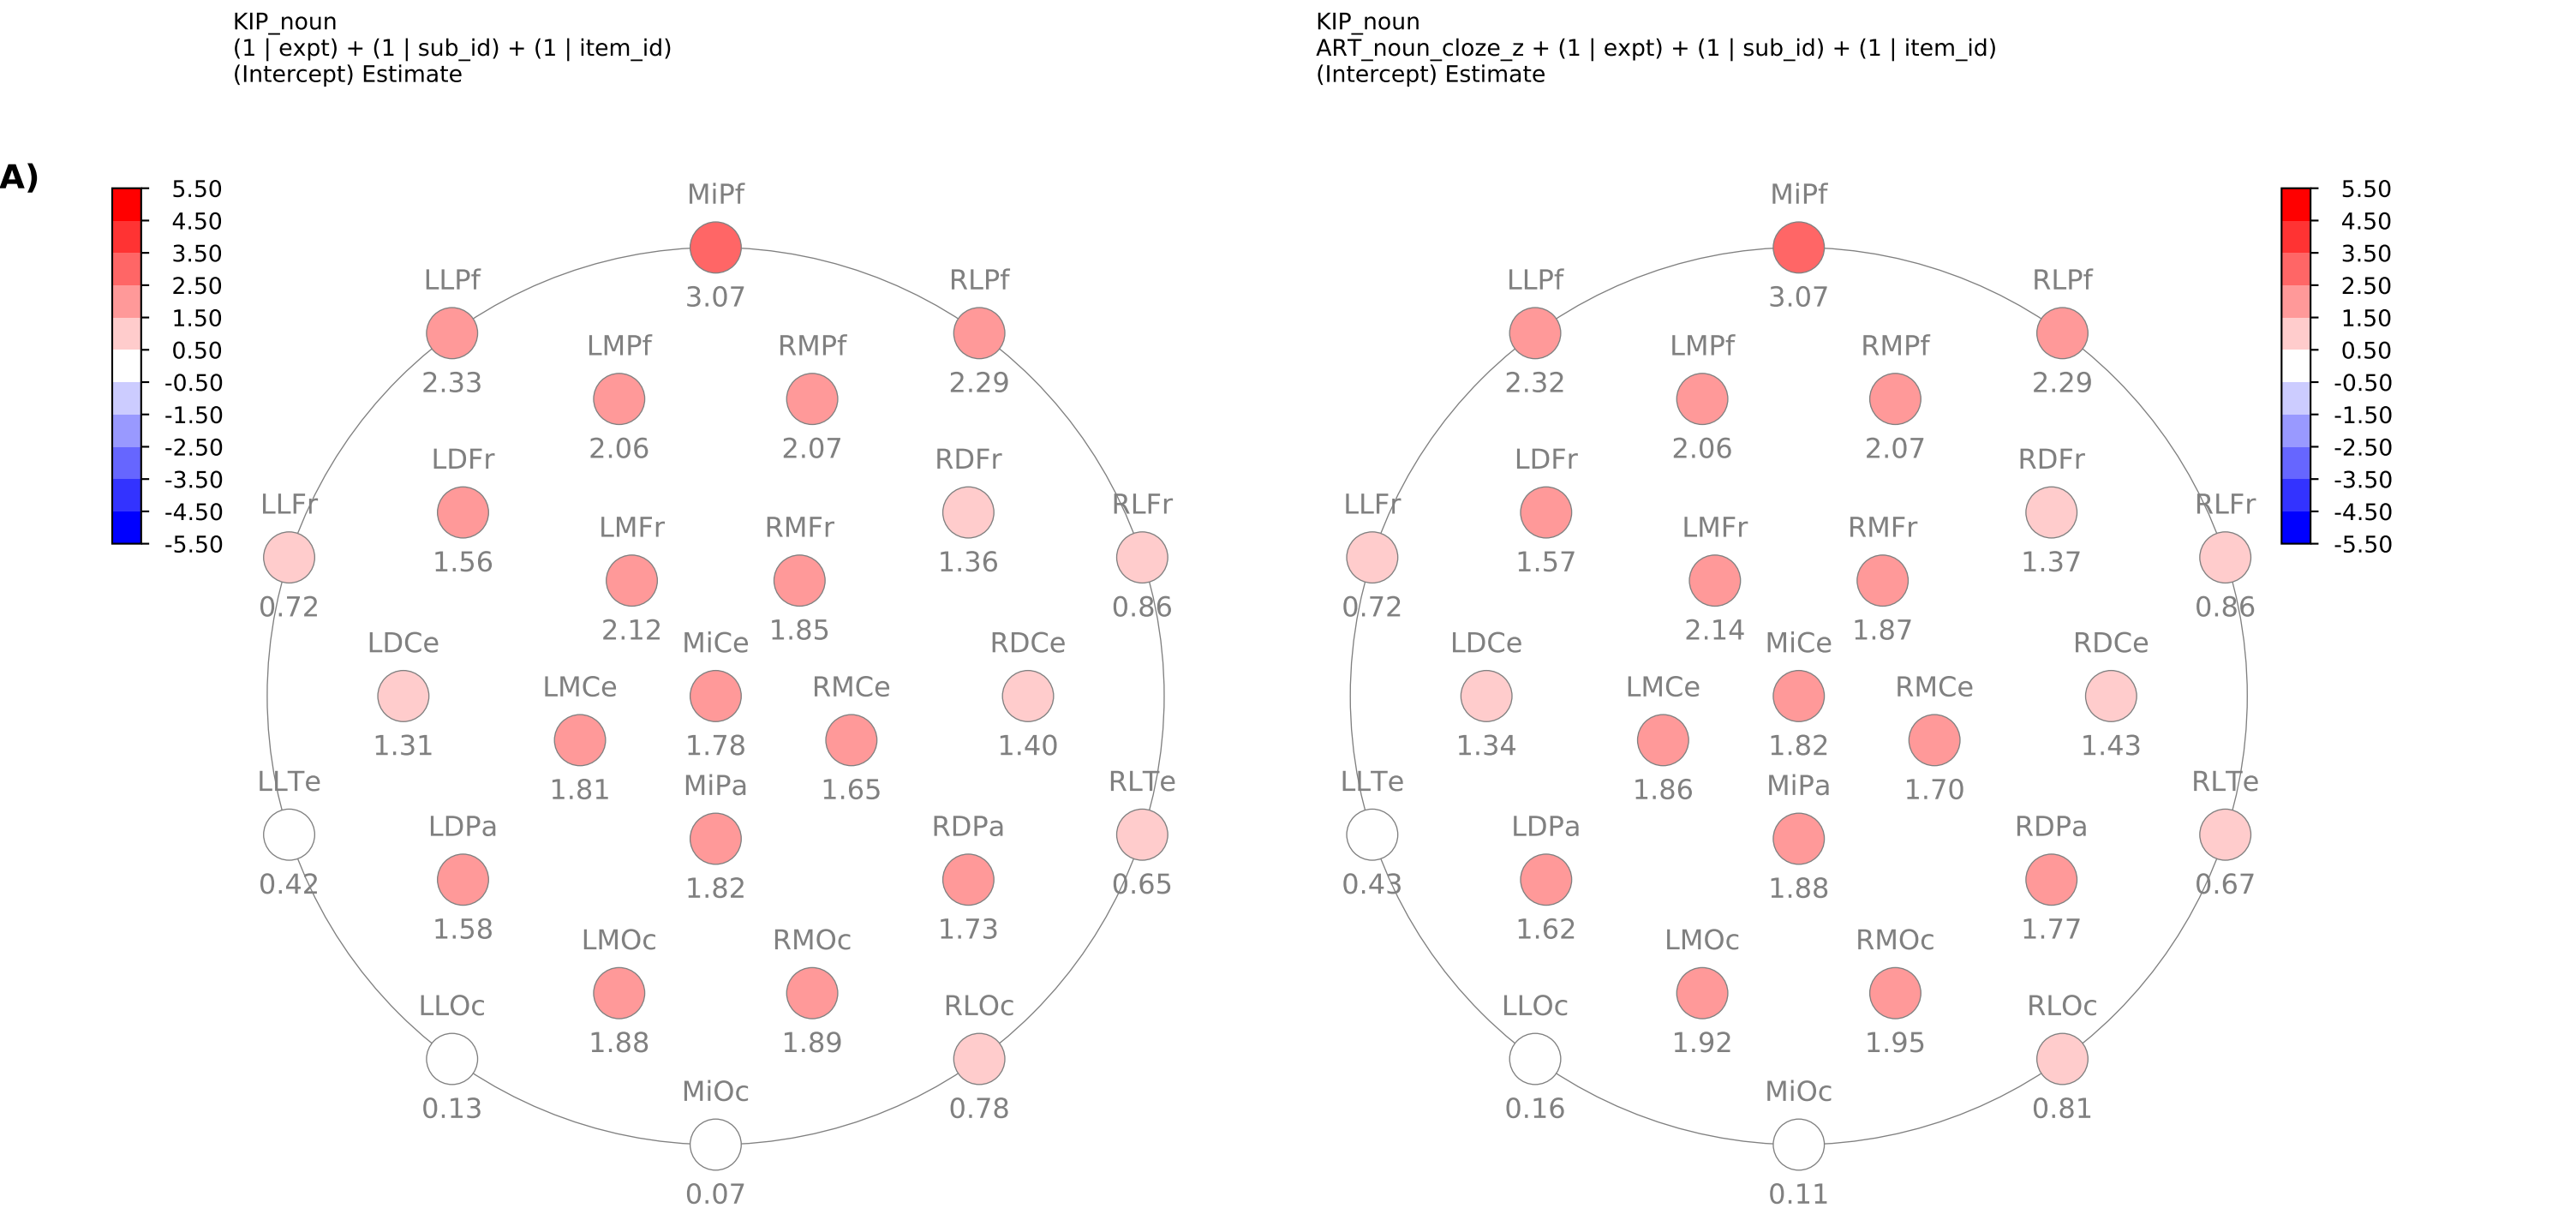 KIP_noun
(1 | expt) + (1 | sub_id) + (1 | item_id)
(Intercept) Estimate
A)
5.50
4.50
3.50
2.50
1.50
0.50
-0.50
-1.50
-2.50
-3.50
-4.50
-5.50
MiPf
3.07
LLPf
2.33
RLPf
2.29
LMPf
2.06
RMPf
2.07
LDFr
1.56
RDFr
1.36
LLFr
0.72
RLFr
0.86
LMFr
2.12
RMFr
1.85
LDCe
1.31
MiCe
1.78
RDCe
1.40
LMCe
1.81
RMCe
1.65
LLTe
0.42
MiPa
1.82
RLTe
0.65
LDPa
1.58
RDPa
1.73
LMOc
1.88
RMOc
1.89
LLOc
0.13
RLOc
0.78
MiOc
0.07
KIP_noun
ART_noun_cloze_z + (1 | expt) + (1 | sub_id) + (1 | item_id)
(Intercept) Estimate
MiPf
3.07
LLPf
2.32
RLPf
2.29
LMPf
2.06
RMPf
2.07
LDFr
1.57
RDFr
1.37
LLFr
0.72
RLFr
0.86
LMFr
2.14
RMFr
1.87
LDCe
1.34
MiCe
1.82
RDCe
1.43
LMCe
1.86
RMCe
1.70
LLTe
0.43
MiPa
1.88
RLTe
0.67
LDPa
1.62
RDPa
1.77
LMOc
1.92
RMOc
1.95
LLOc
0.16
RLOc
0.81
MiOc
0.11
5.50
4.50
3.50
2.50
1.50
0.50
-0.50
-1.50
-2.50
-3.50
-4.50
-5.50